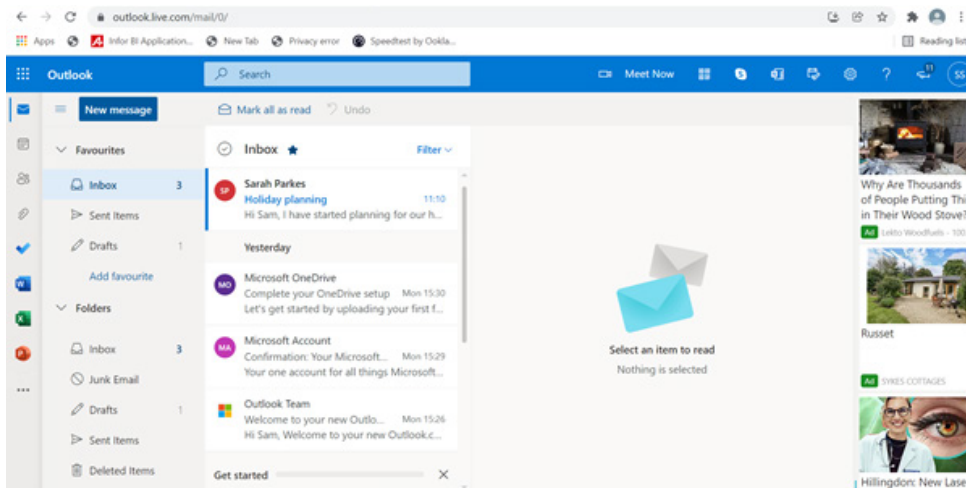 outlook.live.com/mail/0/
Apps
Infor BI Application...
New Tab
Privacy error
Speedtest by Ookla...
Reading list
Outlook
Search
Meet Now
11
SS
New message
Mark all as read
Undo
Favourites
Inbox 3
Sent Items
Drafts 1
Add favourite
Folders
Inbox 3
Junk Email
Drafts 1
Sent Items
Deleted Items
Inbox
Filter
SP
Sarah Parkes
Holiday planning 11:10
Hi Sam, I have started planning for our h...
Yesterday
MO
Microsoft OneDrive
Complete your OneDrive setup Mon 15:30
Let's get started by uploading your first f...
MA
Microsoft Account
Confirmation: Your Microsoft... Mon 15:29
Your one account for all things Microsoft...
Outlook Team
Welcome to your new Outlo... Mon 15:26
Hi Sam, Welcome to your new Outlook.c...
Get started
Select an item to read
Nothing is selected
Why Are Thousands
of People Putting Thi
in Their Wood Stove?
Ad Lekto Woodfuels - 100
Russet
Ad SYKES COTTAGES
Hillingdon: New Lase